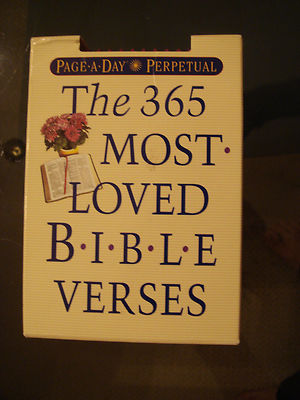 PAGE·A·DAY ☀ PERPETUAL
The 365
MOST·
LOVED
B·I·B·L·E
VERSES